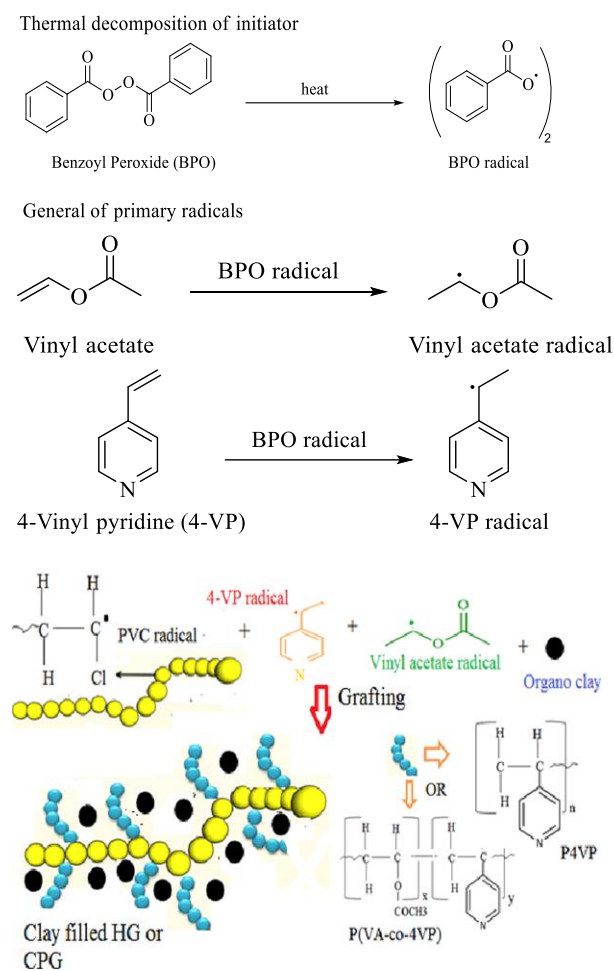 Thermal decomposition of initiator
O
O
O
O
heat
O
O
2
Benzoyl Peroxide (BPO)
BPO radical
General of primary radicals
O
O
BPO radical
O
O
Vinyl acetate
Vinyl acetate radical
BPO radical
N
N
4-Vinyl pyridine (4-VP)
4-VP radical
H
H
C
C
H
Cl
PVC radical
+
4-VP radical
N
+
O
O
Vinyl acetate radical
+
Organo clay
Grafting
OR
H
H
C
C
H
n
N
P4VP
H
H
H
C
C
C
C
H
O
H
COCH3
x
N
y
P(VA-co-4VP)
Clay filled HG or
CPG